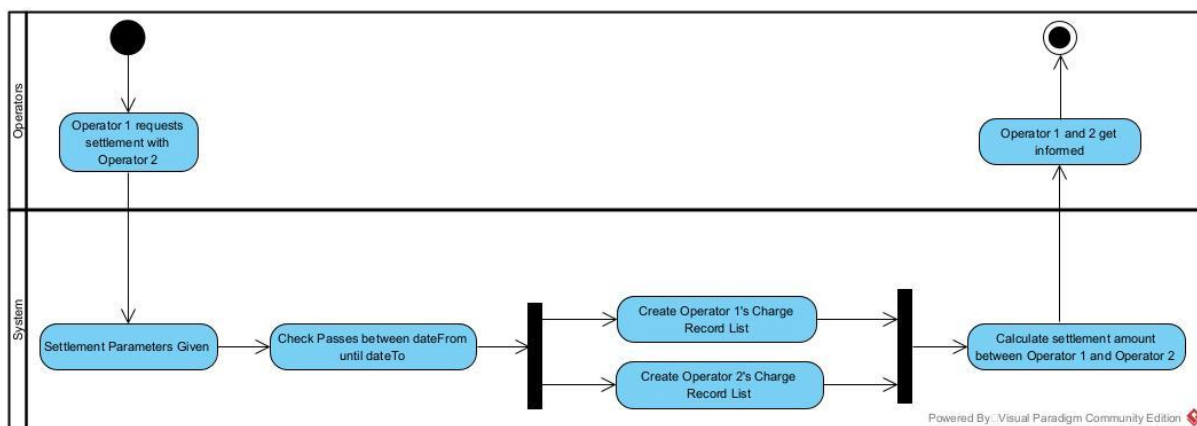 Operators
Operator 1 requests
settlement with
Operator 2
Operator 1 and 2 get
informed
System
Settlement Parameters Given
Check Passes between dateFrom
until dateTo
Create Operator 1's Charge
Record List
Create Operator 2's Charge
Record List
Calculate settlement amount
between Operator 1 and Operator 2
Powered By Visual Paradigm Community Edition